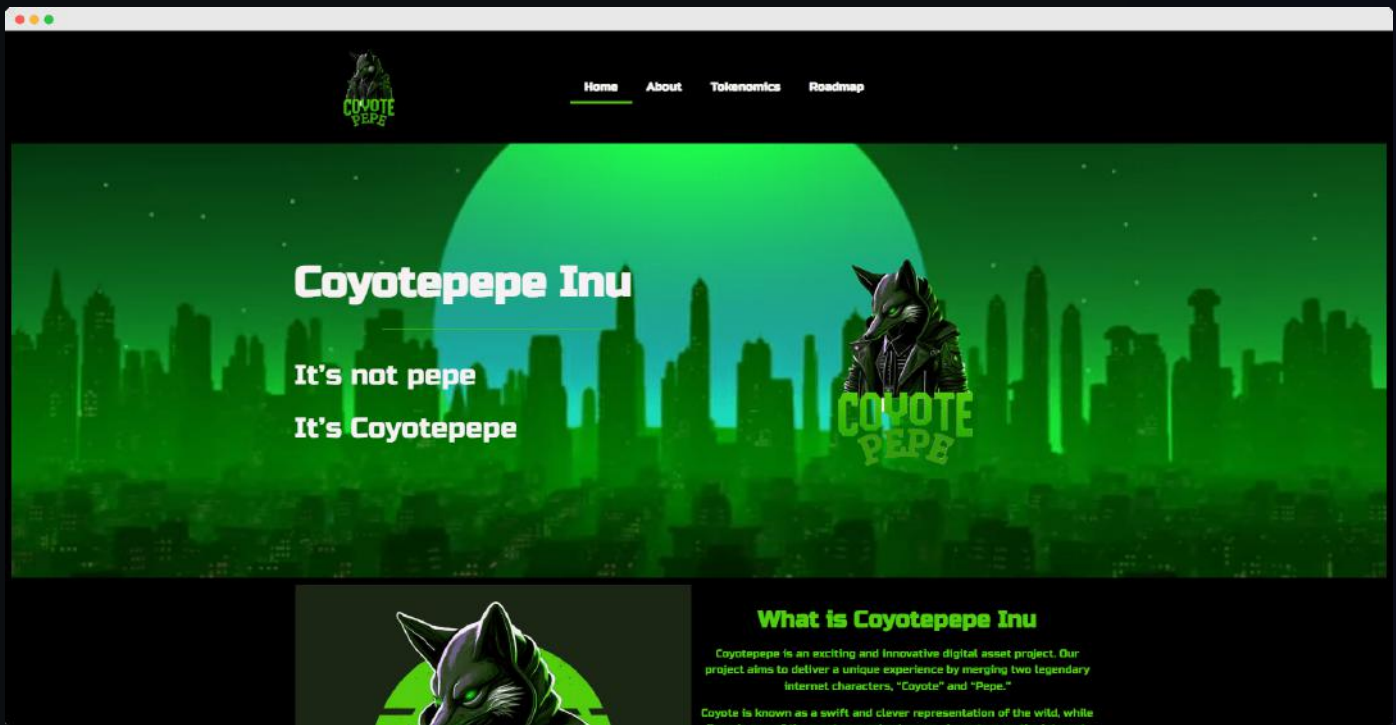 COYOTE
PEPE
Home About Tokenomics Roadmap
Coyotepepe Inu
It's not pepe
It's Coyotepepe
COYOTE
PEPE
What is Coyotepepe Inu
Coyotepepe is an exciting and innovative digital asset project. Our
project aims to deliver a unique experience by merging two legendary
internet characters, "Coyote" and "Pepe."
Coyote is known as a swift and clever representation of the wild, while